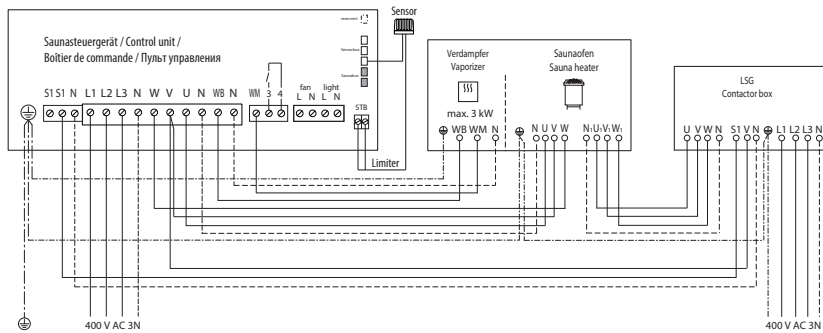 Sensor
Saunasteuergerät / Control unit /
Boîtier de commande / Пульт управления
Sensorbus
Saunabus
S1 S1 N L1 L2 L3 N W V U N WB N
WM 3 4
fan
L N
light
L N
STB
Limiter
Verdampfer
Vaporizer
max. 3 kW
WB WM N
Saunaofen
Sauna heater
N U V W
N1 U1 V1 W1
LSG
Contactor box
U V W N
S1 V N
L1 L2 L3 N
400 V AC 3N
400 V AC 3N